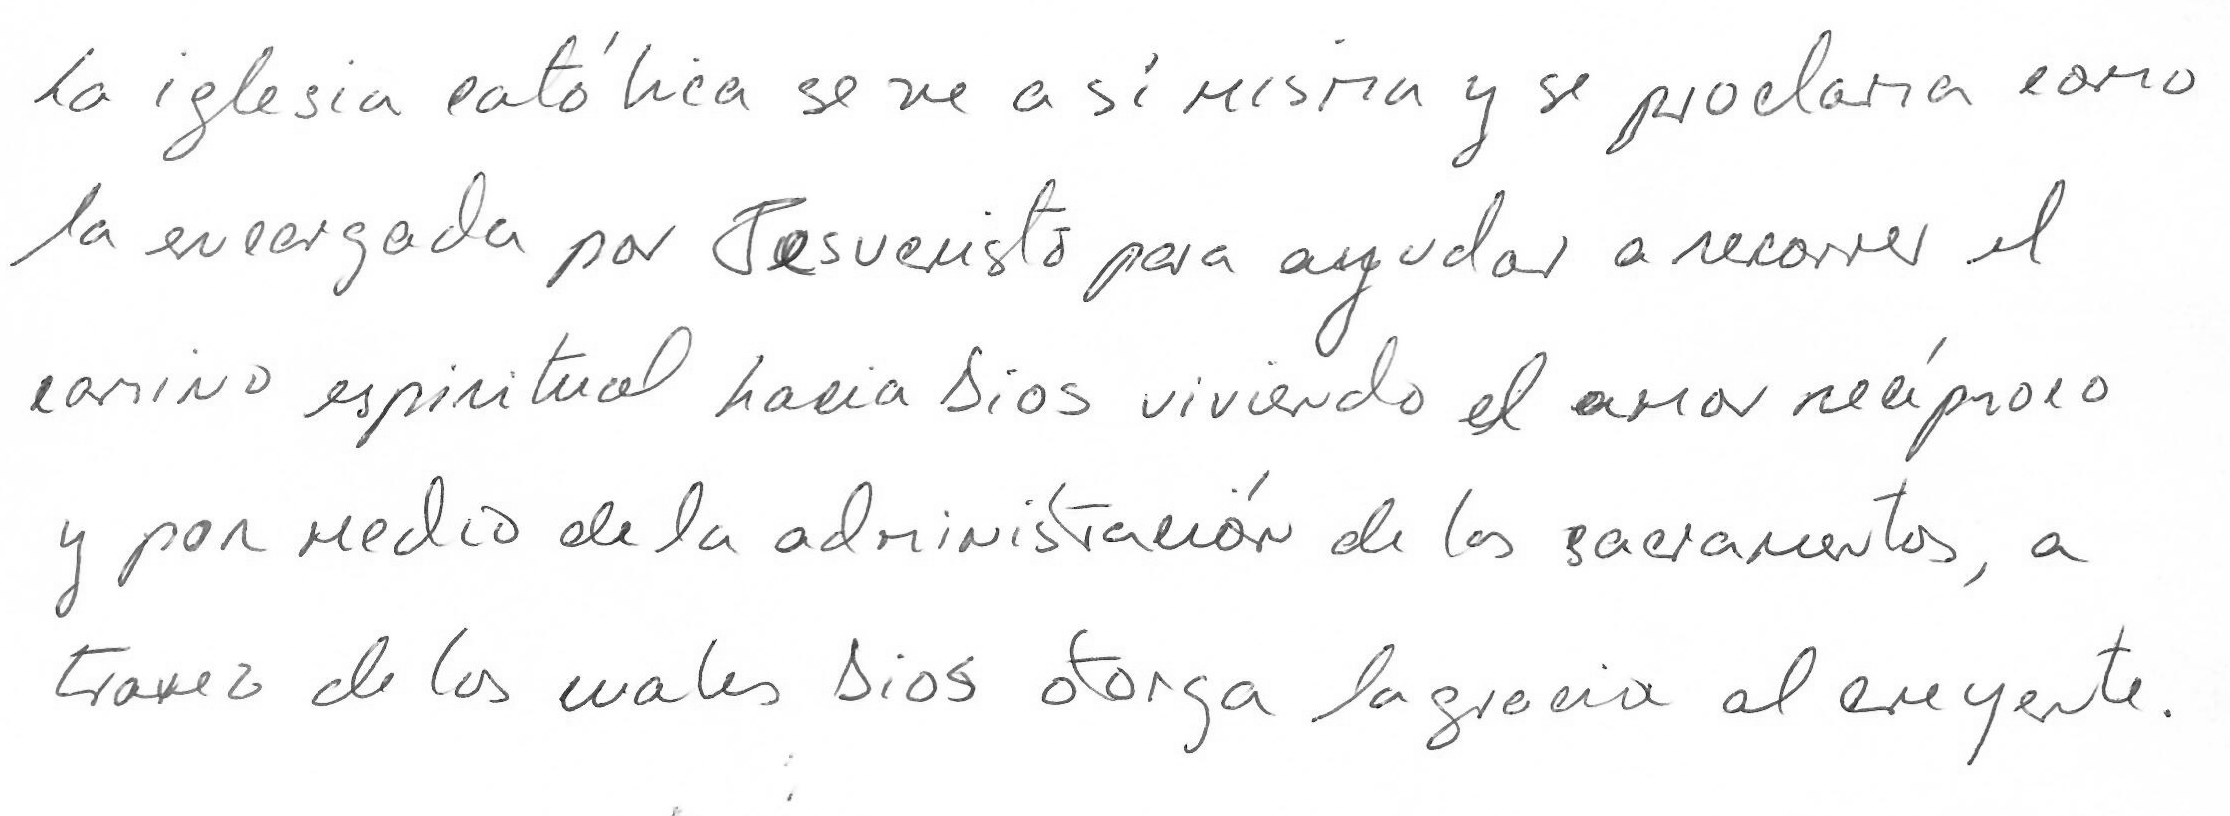 La iglesia católica se ve a sí misma y se proclama como
la encargada por Jesucristo para ayudar a recorrer el
camino espiritual hacia Dios viviendo el amor recíproco
y por medio de la administración de los sacramentos, a
travez de los cuales Dios otorga la gracia al creyente.